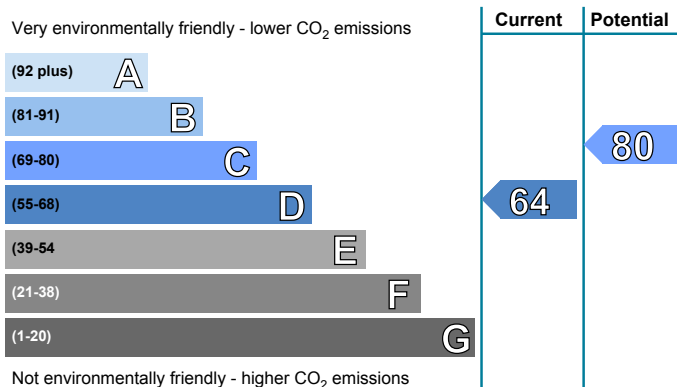 Very environmentally friendly - lower CO2 emissions
Current
Potential
(92 plus) A
(81-91) B
(69-80) C
80
(55-68) D
64
(39-54 E
(21-38) F
(1-20) G
Not environmentally friendly - higher CO2 emissions